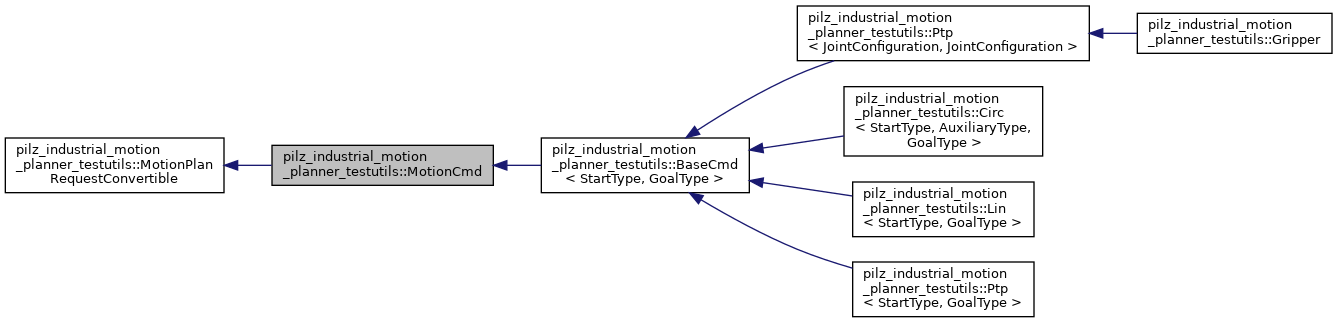 pilz_industrial_motion
_planner_testutils::MotionPlan
RequestConvertible
pilz_industrial_motion
_planner_testutils::MotionCmd
pilz_industrial_motion
_planner_testutils::BaseCmd
< StartType, GoalType >
pilz_industrial_motion
_planner_testutils::Ptp
< JointConfiguration, JointConfiguration >
pilz_industrial_motion
_planner_testutils::Gripper
pilz_industrial_motion
_planner_testutils::Circ
< StartType, AuxiliaryType,
GoalType >
pilz_industrial_motion
_planner_testutils::Lin
< StartType, GoalType >
pilz_industrial_motion
_planner_testutils::Ptp
< StartType, GoalType >